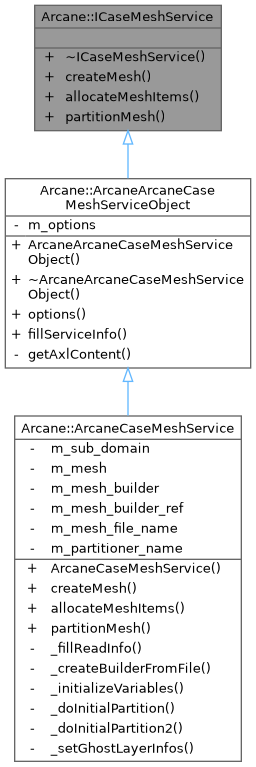 Arcane::ICaseMeshService
+ ~ICaseMeshService()
+ createMesh()
+ allocateMeshItems()
+ partitionMesh()
Arcane::ArcaneArcaneCase
MeshServiceObject
- m_options
+ ArcaneArcaneCaseMeshService
Object()
+ ~ArcaneArcaneCaseMeshService
Object()
+ options()
+ fillServiceInfo()
- getAxlContent()
Arcane::ArcaneCaseMeshService
- m_sub_domain
- m_mesh
- m_mesh_builder
- m_mesh_builder_ref
- m_mesh_file_name
- m_partitioner_name
+ ArcaneCaseMeshService()
+ createMesh()
+ allocateMeshItems()
+ partitionMesh()
- _fillReadInfo()
- _createBuilderFromFile()
- _initializeVariables()
- _doInitialPartition()
- _doInitialPartition2()
- _setGhostLayerInfos()